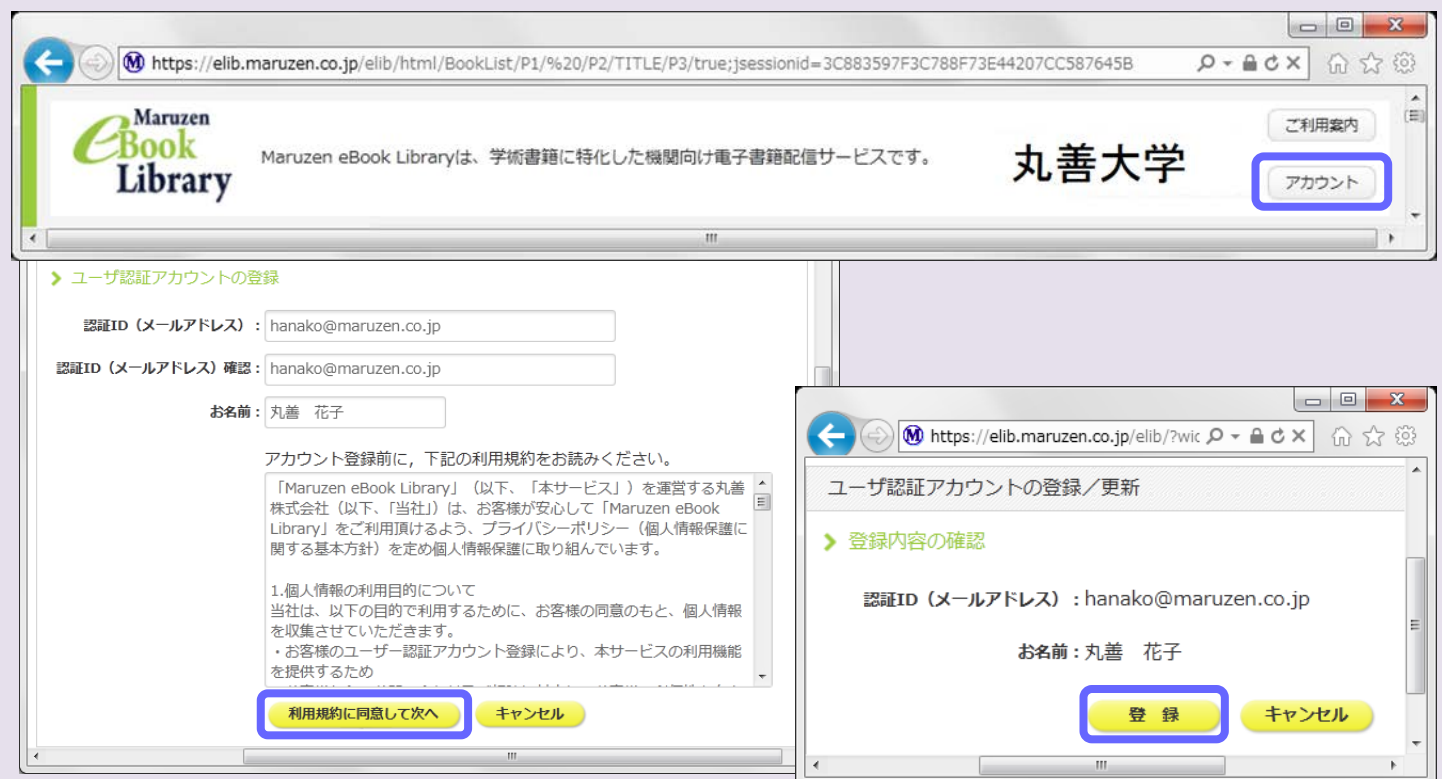 https://elib.maruzen.co.jp/elib/html/BookList/P1/%20/P2/TITLE/P3/true;jsessionid=3C883597F3C788F73E44207CC587645B
Maruzen
eBook
Library
Maruzen eBook Libraryは、学術書籍に特化した機関向け電子書籍配信サービスです。
丸善大学
ご利用案内
アカウント
ユーザ認証アカウントの登録
認証ID（メールアドレス）：hanako@maruzen.co.jp
認証ID（メールアドレス）確認：hanako@maruzen.co.jp
お名前：丸善　花子
アカウント登録前に，下記の利用規約をお読みください。
「Maruzen eBook Library」（以下、「本サービス」）を運営する丸善
株式会社（以下、「当社」）は、お客様が安心して「Maruzen eBook
Library」をご利用頂けるよう、プライバシーポリシー（個人情報保護に
関する基本方針）を定め個人情報保護に取り組んでいます。
1.個人情報の利用目的について
当社は、以下の目的で利用するために、お客様の同意のもと、個人情報
を収集させていただきます。
・お客様のユーザー認証アカウント登録により、本サービスの利用機能
を提供するため
利用規約に同意して次へ
キャンセル
https://elib.maruzen.co.jp/elib/?wic
ユーザ認証アカウントの登録／更新
登録内容の確認
認証ID（メールアドレス）：hanako@maruzen.co.jp
お名前：丸善　花子
登 録
キャンセル